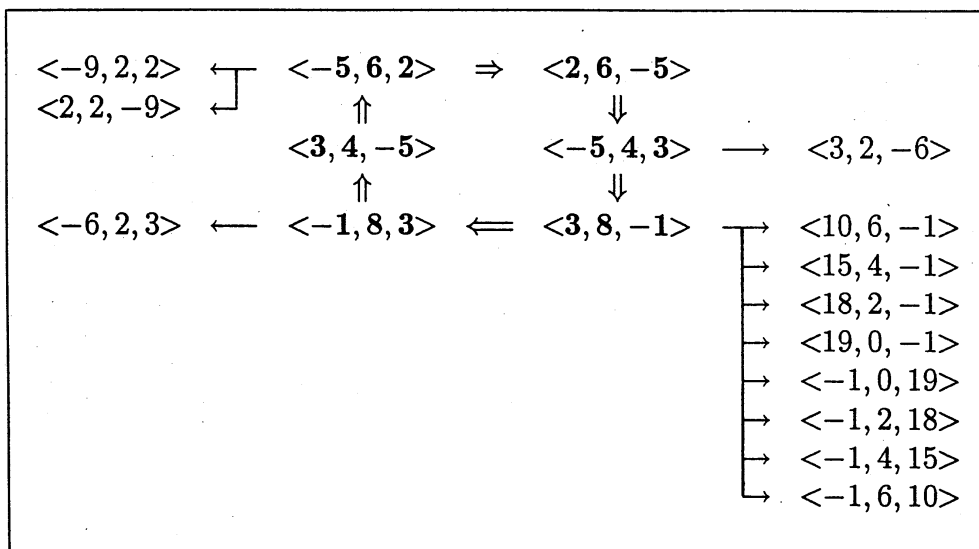 <−9, 2, 2> ← <−5, 6, 2> ⇒ <2, 6, −5>
<2, 2, −9> ← ⇑ ⇓
<3, 4, −5> <−5, 4, 3> → <3, 2, −6>
⇑ ⇓
<−6, 2, 3> ← <−1, 8, 3> ⇐ <3, 8, −1> → <10, 6, −1>
→ <15, 4, −1>
→ <18, 2, −1>
→ <19, 0, −1>
→ <−1, 0, 19>
→ <−1, 2, 18>
→ <−1, 4, 15>
→ <−1, 6, 10>